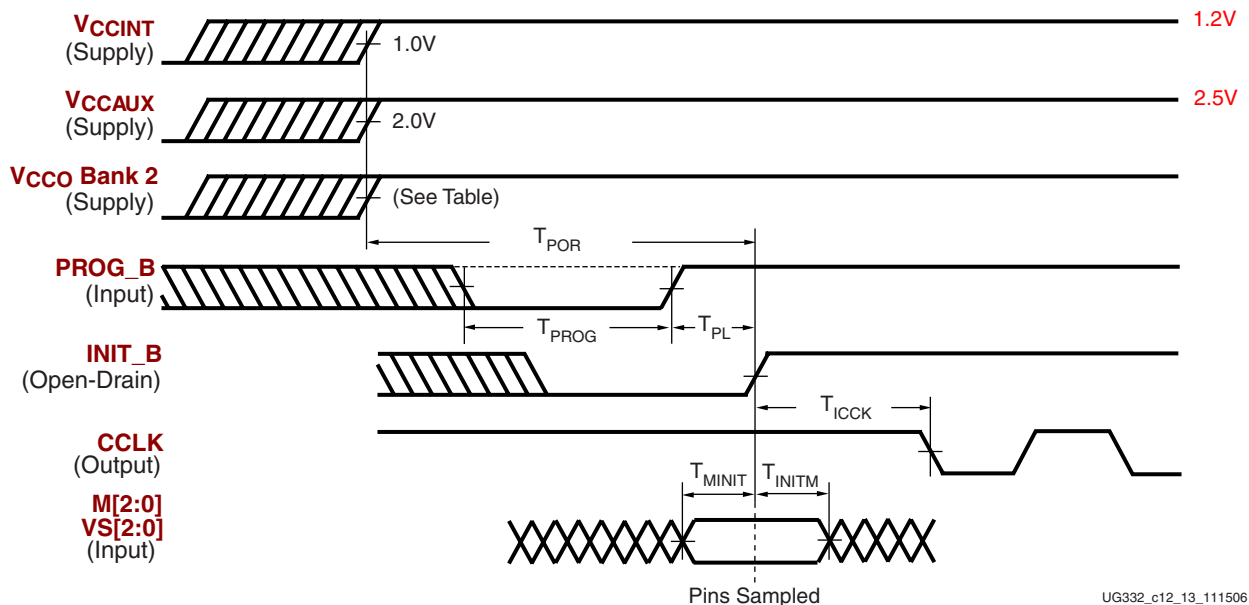 VCCINT
(Supply)
1.0V
1.2V
VCCAUX
(Supply)
2.0V
2.5V
VCCO Bank 2
(Supply)
(See Table)
TPOR
PROG_B
(Input)
TPROG
TPL
INIT_B
(Open-Drain)
TICCK
CCLK
(Output)
TMINIT
TINITM
M[2:0]
VS[2:0]
(Input)
Pins Sampled
UG332_c12_13_111506